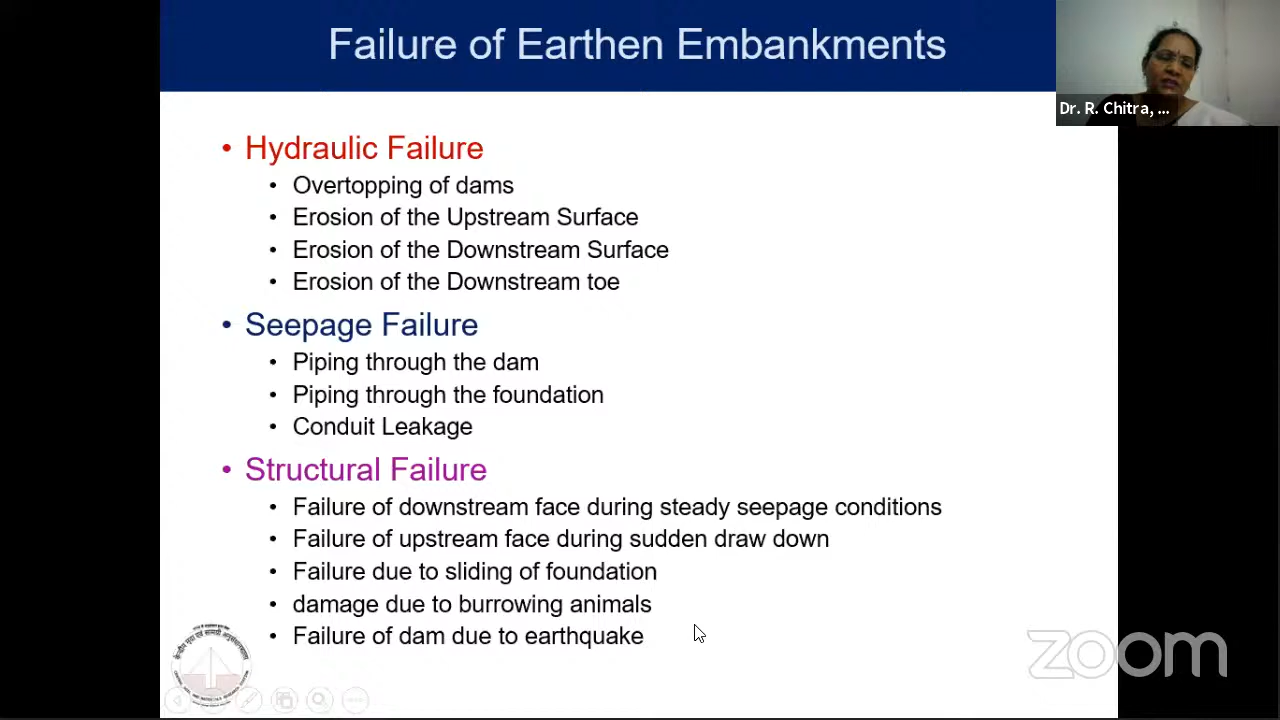 Failure of Earthen Embankments
Dr. R. Chitra, ...
• Hydraulic Failure
• Overtopping of dams
• Erosion of the Upstream Surface
• Erosion of the Downstream Surface
• Erosion of the Downstream toe
• Seepage Failure
• Piping through the dam
• Piping through the foundation
• Conduit Leakage
• Structural Failure
• Failure of downstream face during steady seepage conditions
• Failure of upstream face during sudden draw down
• Failure due to sliding of foundation
• damage due to burrowing animals
• Failure of dam due to earthquake
zoom